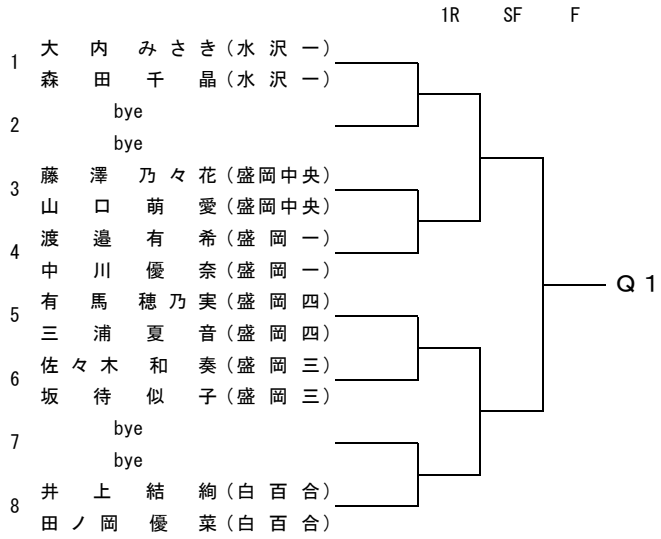 1R SF F
1 大内 みさき (水沢一)
森田 千晶 (水沢一)
2 bye
bye
3 藤澤 乃々花 (盛岡中央)
山口 萌愛 (盛岡中央)
4 渡邉 有希 (盛岡一)
中川 優奈 (盛岡一)
5 有馬 穂乃実 (盛岡四)
三浦 夏音 (盛岡四)
6 佐々木 和奏 (盛岡三)
坂待 似子 (盛岡三)
7 bye
bye
8 井上 結絢 (白百合)
田ノ岡 優菜 (白百合)
Q1